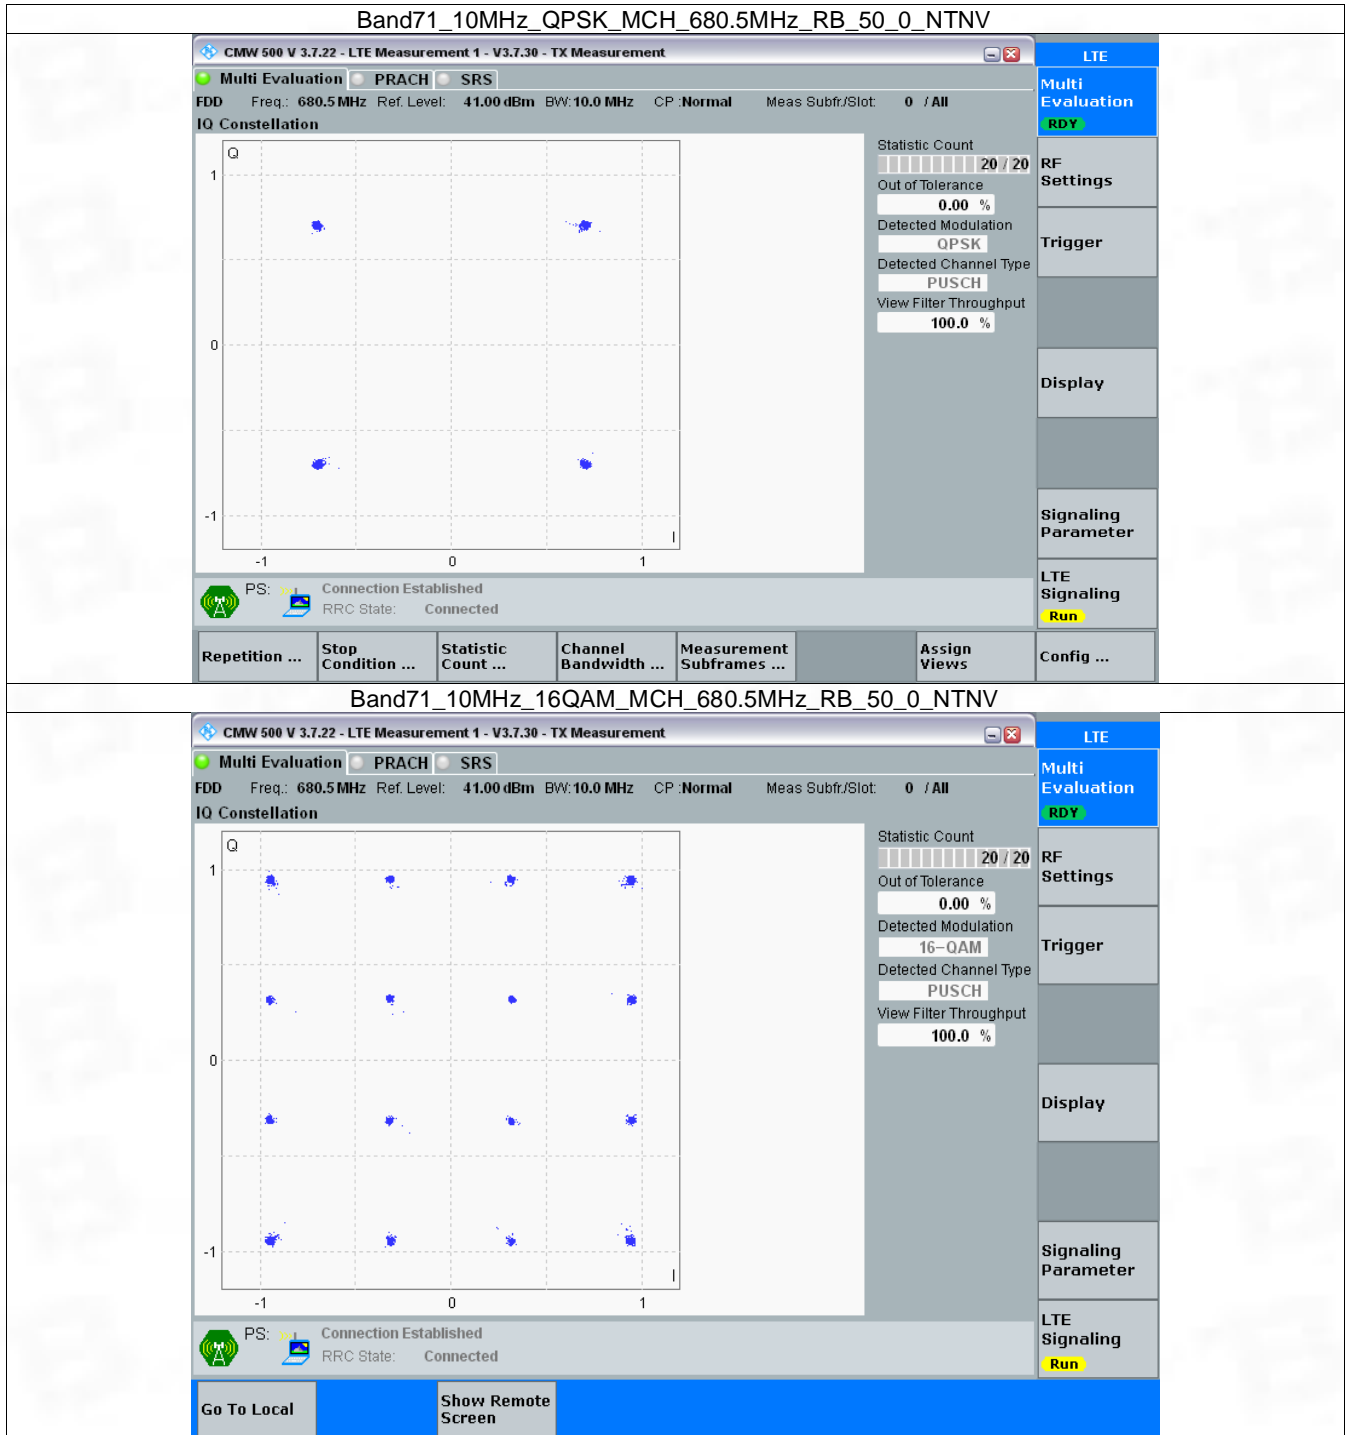 Band71_10MHz_QPSK_MCH_680.5MHz_RB_50_0_NTNV
CMW 500 V 3.7.22 - LTE Measurement 1 - V3.7.30 - TX Measurement
LTE
Multi Evaluation PRACH SRS
Multi
Evaluation
RDY
FDD Freq.: 680.5 MHz Ref. Level: 41.00 dBm BW: 10.0 MHz CP :Normal Meas Subfr./Slot: 0 / All
IQ Constellation
Q
1
0
-1
I
-1 0 1
Statistic Count
20 / 20
Out of Tolerance
0.00 %
Detected Modulation
QPSK
Detected Channel Type
PUSCH
View Filter Throughput
100.0 %
RF
Settings
Trigger
Display
Signaling
Parameter
LTE
Signaling
Run
PS: Connection Established
RRC State: Connected
Repetition ...
Stop
Condition ...
Statistic
Count ...
Channel
Bandwidth ...
Measurement
Subframes ...
Assign
Views
Config ...
Band71_10MHz_16QAM_MCH_680.5MHz_RB_50_0_NTNV
CMW 500 V 3.7.22 - LTE Measurement 1 - V3.7.30 - TX Measurement
LTE
Multi Evaluation PRACH SRS
Multi
Evaluation
RDY
FDD Freq.: 680.5 MHz Ref. Level: 41.00 dBm BW: 10.0 MHz CP :Normal Meas Subfr./Slot: 0 / All
IQ Constellation
Q
1
0
-1
I
-1 0 1
Statistic Count
20 / 20
Out of Tolerance
0.00 %
Detected Modulation
16-QAM
Detected Channel Type
PUSCH
View Filter Throughput
100.0 %
RF
Settings
Trigger
Display
Signaling
Parameter
LTE
Signaling
Run
PS: Connection Established
RRC State: Connected
Go To Local
Show Remote
Screen